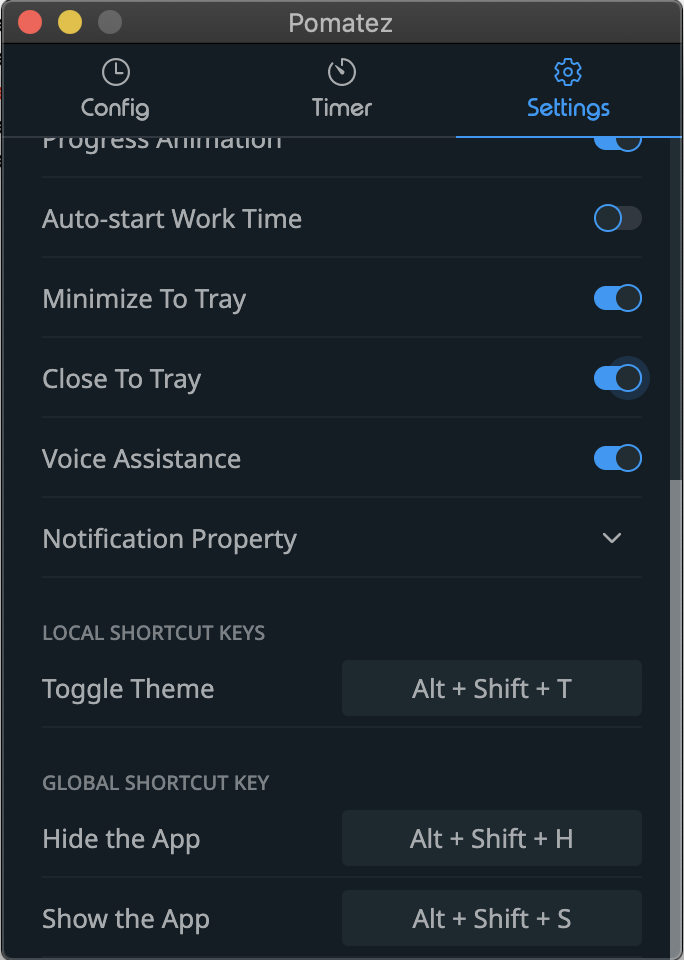 Pomatez
Config
Timer
Settings
Progress Animation
Auto-start Work Time
Minimize To Tray
Close To Tray
Voice Assistance
Notification Property
LOCAL SHORTCUT KEYS
Toggle Theme
Alt + Shift + T
GLOBAL SHORTCUT KEY
Hide the App
Alt + Shift + H
Show the App
Alt + Shift + S